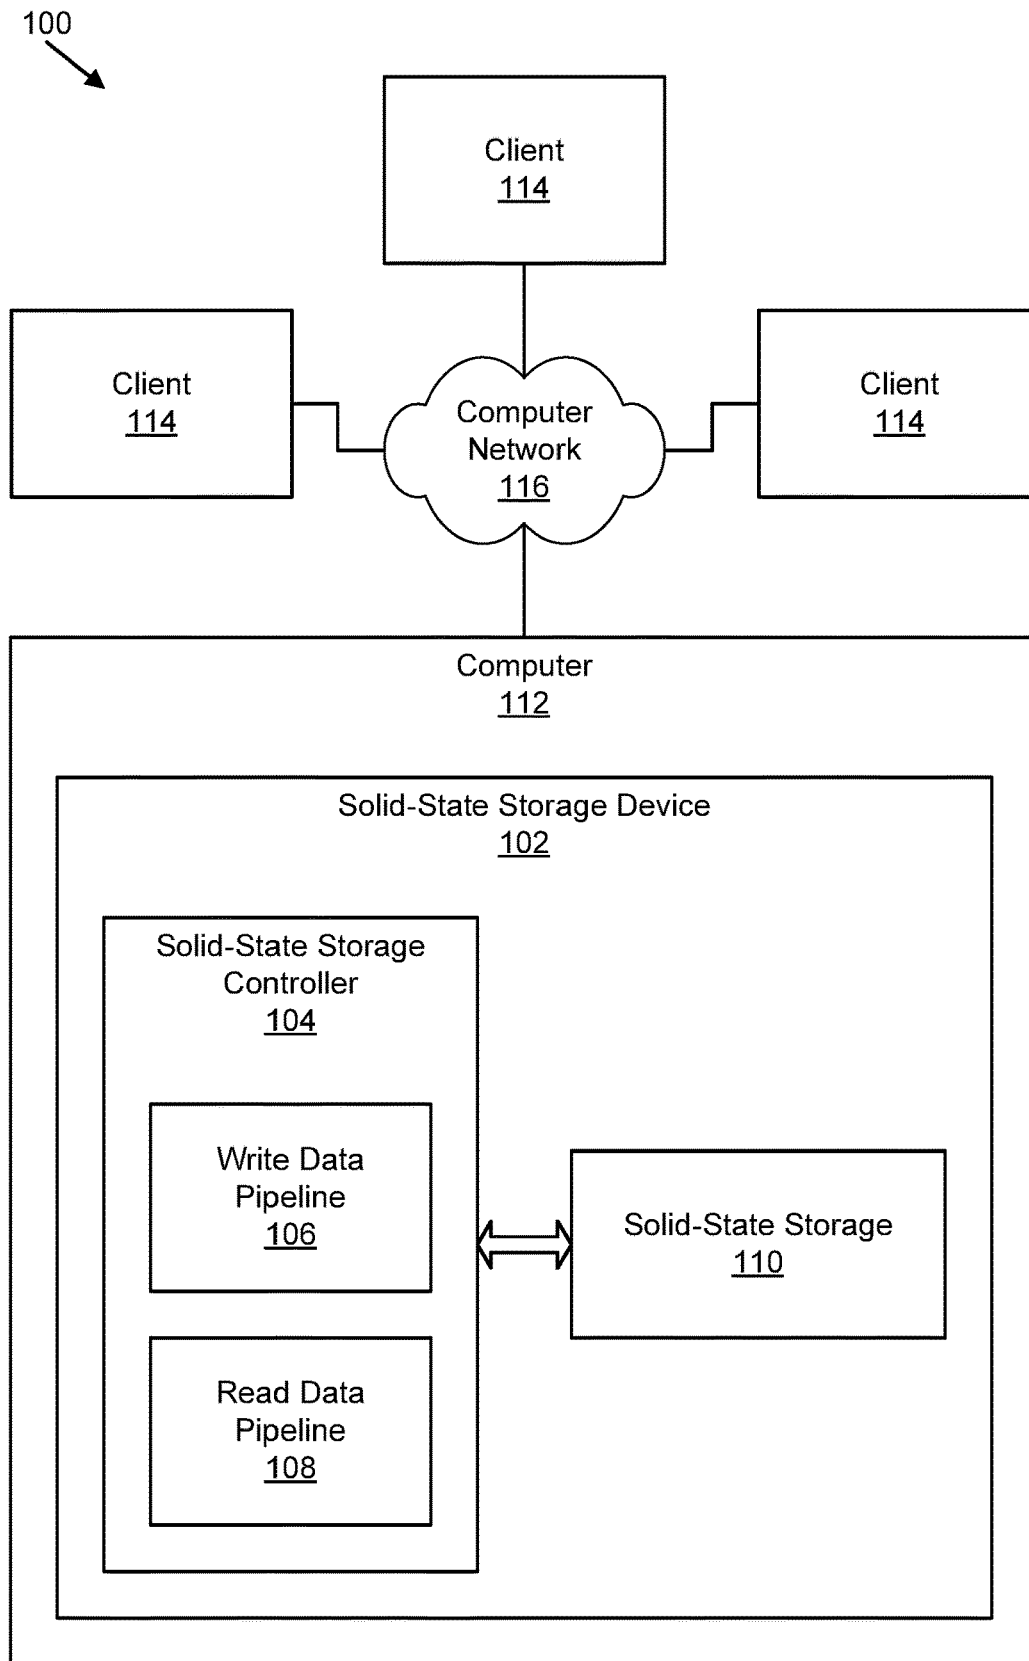 100
Client
114
Client
114
Computer
Network
116
Client
114
Computer
112
Solid-State Storage Device
102
Solid-State Storage
Controller
104
Write Data
Pipeline
106
Solid-State Storage
110
Read Data
Pipeline
108